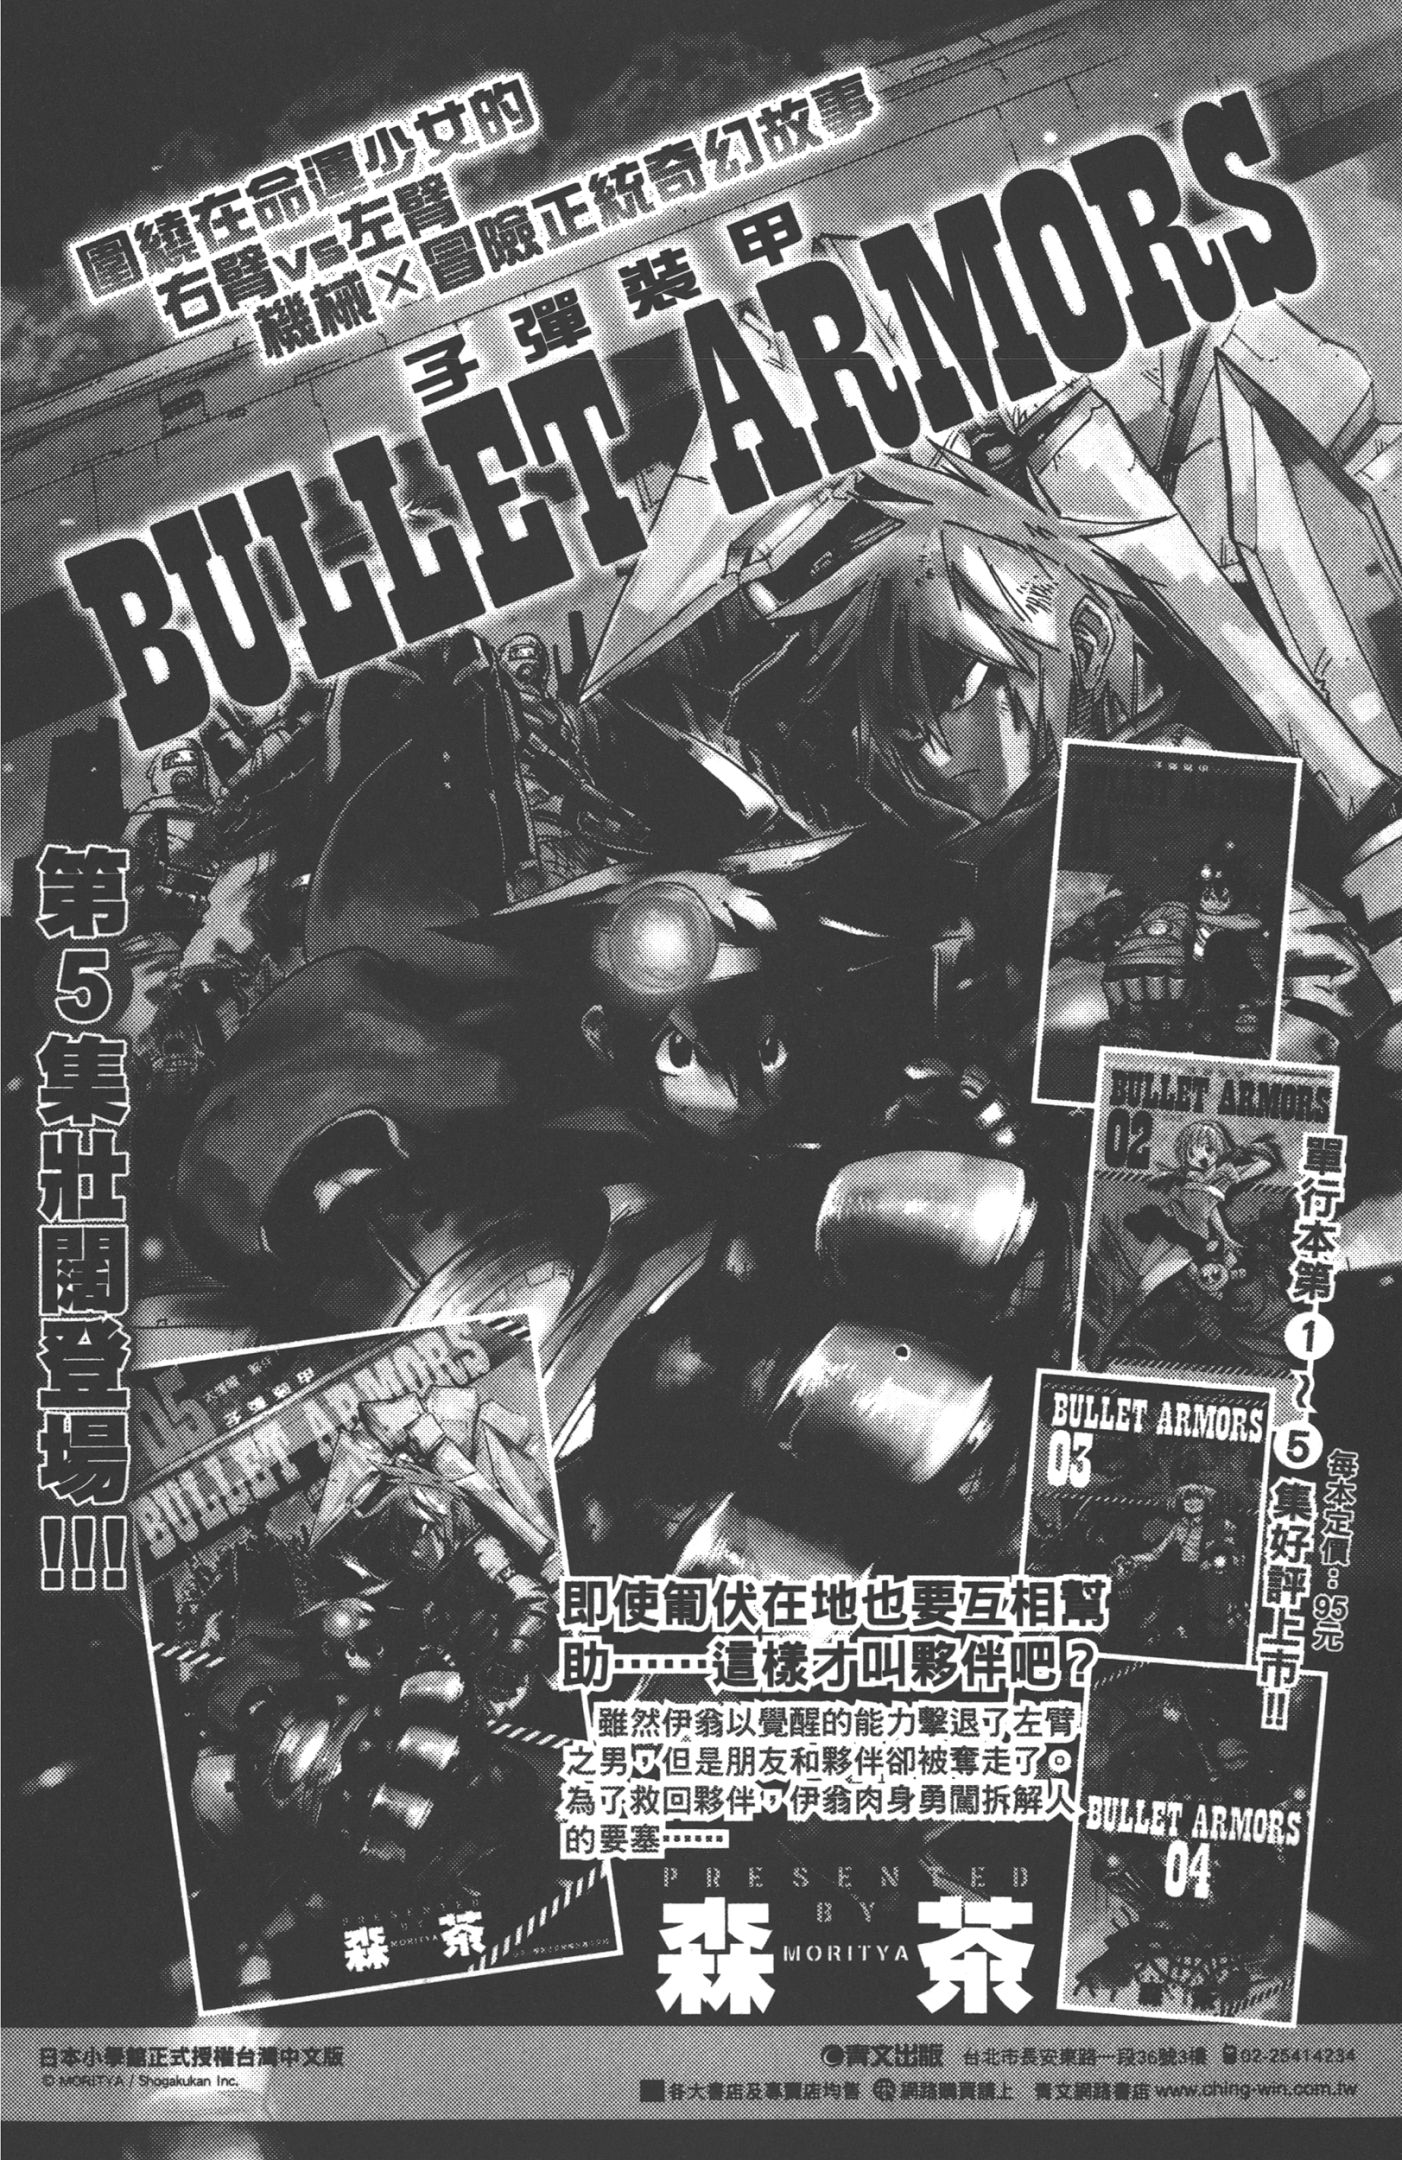 圍繞在命運少女的
右臂vs左臂
機械×冒險正統奇幻故事
子彈裝甲
BULLET ARMORS
第5集壯闊登場!!!
BULLET ARMORS
02
單行本第1~5集好評上市!!
每本定價:95元
BULLET ARMORS
03
05
子彈裝甲
BULLET ARMORS
PRESENTED
森 MORITYA 茶
即使匍伏在地也要互相幫
助……這樣才叫夥伴吧?
雖然伊翁以覺醒的能力擊退了左臂
之男,但是朋友和夥伴卻被奪走了。
為了救回夥伴,伊翁肉身勇闖拆解人
的要塞……
BULLET ARMORS
04
PRESENTED
BY
森 MORITYA 茶
日本小學館正式授權台灣中文版
© MORITYA / Shogakukan Inc.
青文出版 台北市長安東路一段36號3樓 02-25414234
各大書店及專賣店均售 網路購買請上 青文網路書店 www.ching-win.com.tw